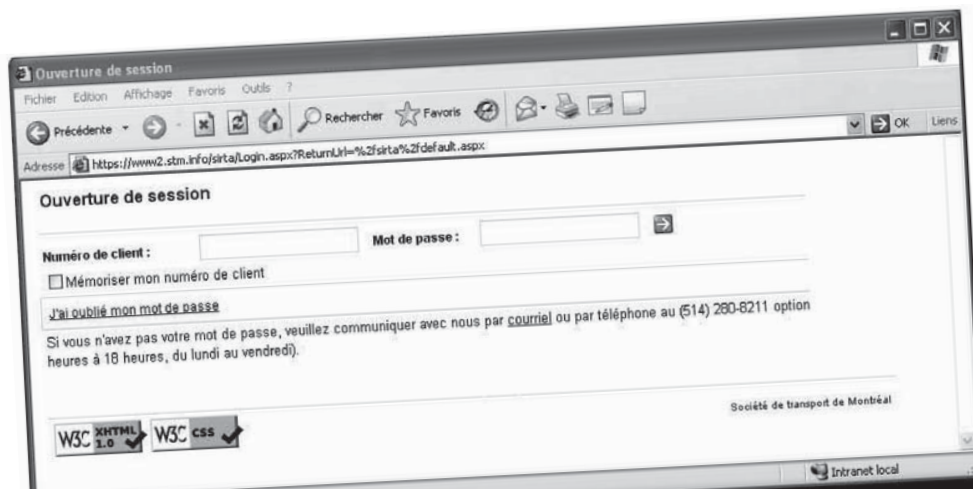 Ouverture de session
Fichier Edition Affichage Favoris Outils ?
Précédente Rechercher Favoris
Adresse https://www2.stm.info/sirta/Login.aspx?ReturnUrl=%2fsirta%2fdefault.aspx OK Liens
Ouverture de session
Numéro de client : Mot de passe :
Mémoriser mon numéro de client
J'ai oublié mon mot de passe
Si vous n'avez pas votre mot de passe, veuillez communiquer avec nous par courriel ou par téléphone au (514) 280-8211 option
heures à 18 heures, du lundi au vendredi).
Société de transport de Montréal
W3C XHTML 1.0 W3C CSS
Intranet local